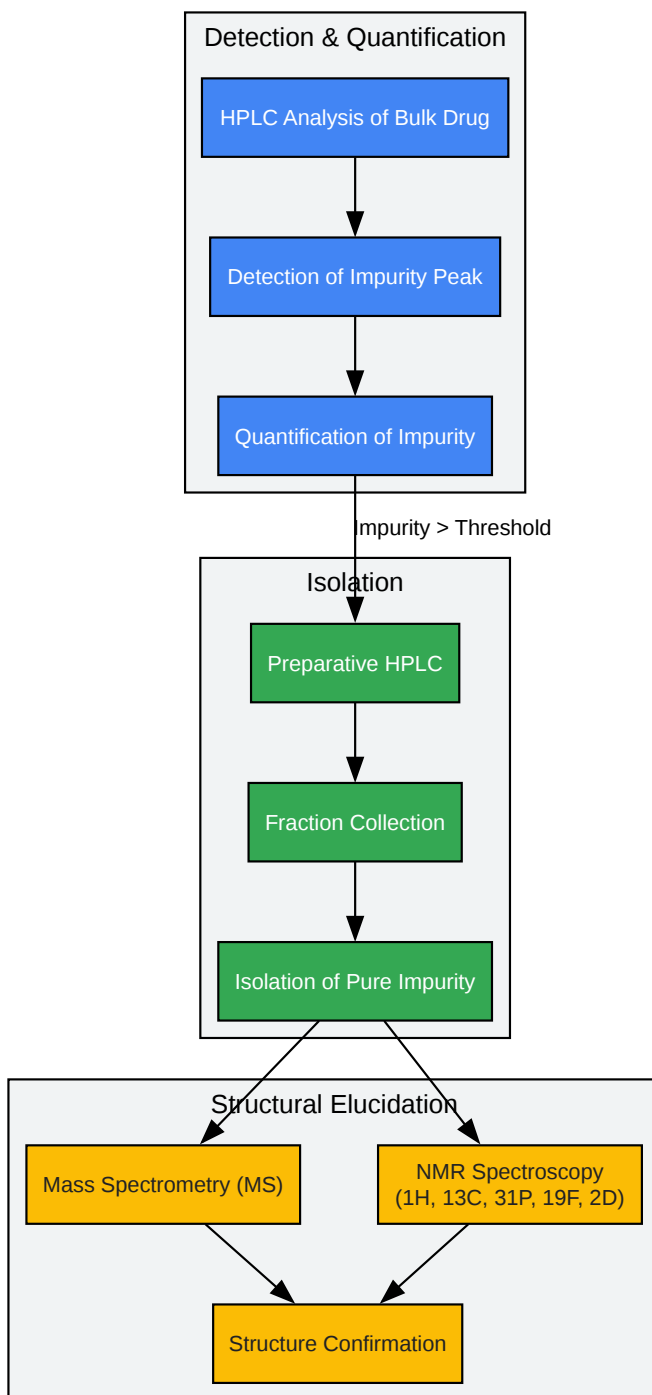 Detection & Quantification
HPLC Analysis of Bulk Drug
Detection of Impurity Peak
Quantification of Impurity
Impurity > Threshold
Isolation
Preparative HPLC
Fraction Collection
Isolation of Pure Impurity
Structural Elucidation
Mass Spectrometry (MS)
NMR Spectroscopy
(1H, 13C, 31P, 19F, 2D)
Structure Confirmation